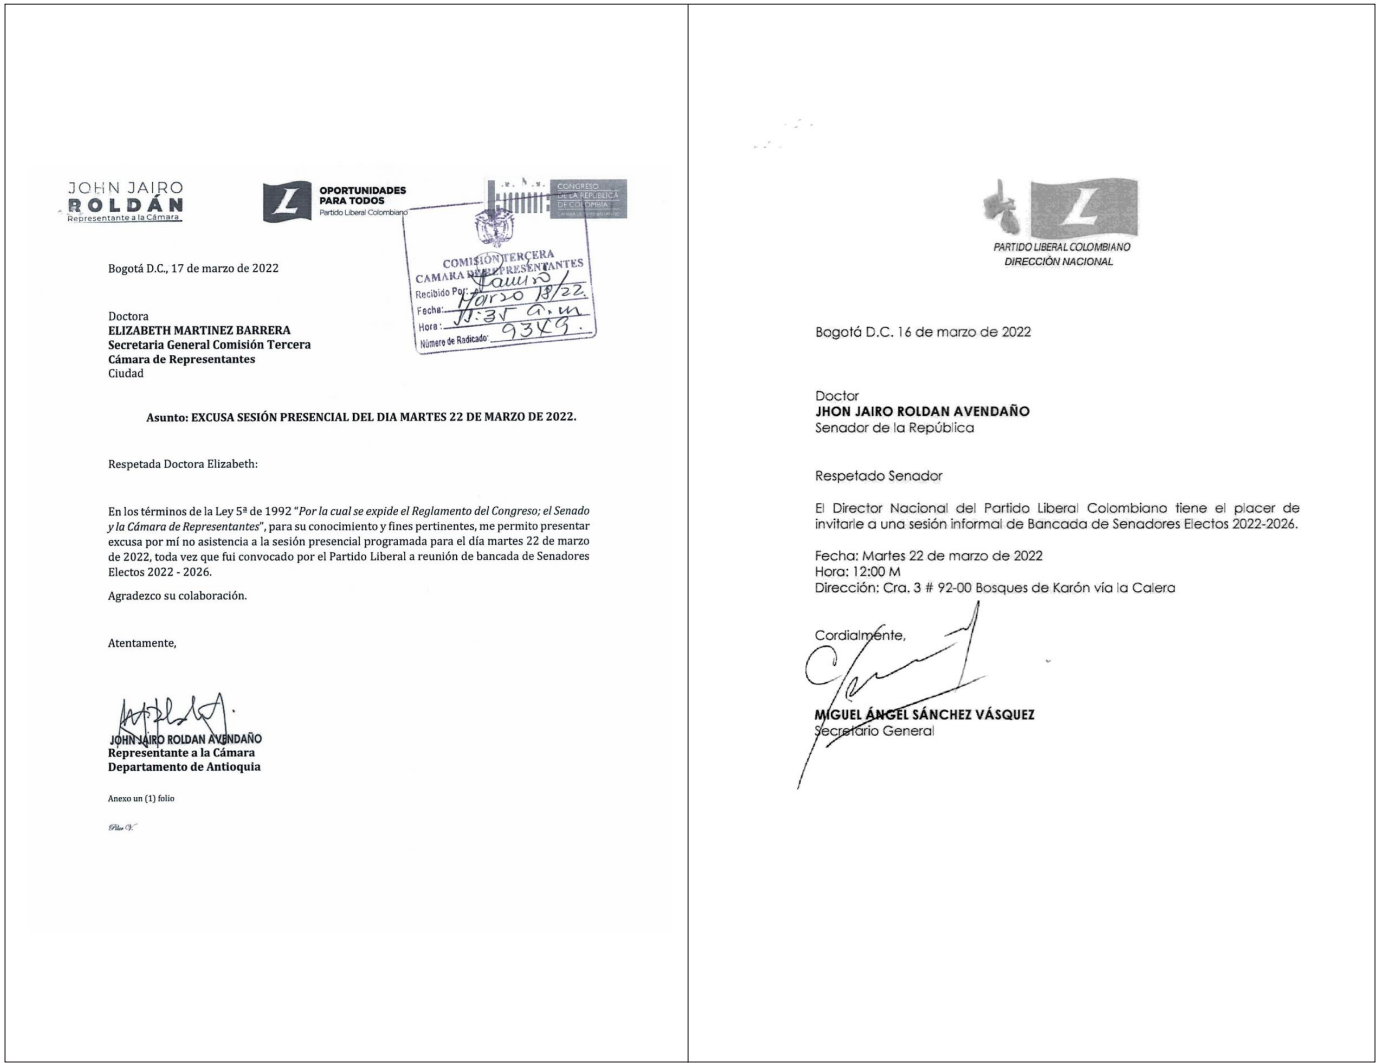 JOHN JAIRO
ROLDÁN
Representante a la Cámara
OPORTUNIDADES
PARA TODOS
Partido Liberal Colombiano
CONGRESO
DE LA REPÚBLICA
DE COLOMBIA
COMISIÓN TERCERA
CAMARA DE REPRESENTANTES
Recibido Por:
Fecha: Marzo 18/22.
Hora: 11:35 a.m
Número de Radicado:
Bogotá D.C., 17 de marzo de 2022
Doctora
ELIZABETH MARTINEZ BARRERA
Secretaria General Comisión Tercera
Cámara de Representantes
Ciudad
Asunto: EXCUSA SESIÓN PRESENCIAL DEL DIA MARTES 22 DE MARZO DE 2022.
Respetada Doctora Elizabeth:
En los términos de la Ley 5ª de 1992 “Por la cual se expide el Reglamento del Congreso; el Senado
y la Cámara de Representantes”, para su conocimiento y fines pertinentes, me permito presentar
excusa por mí no asistencia a la sesión presencial programada para el día martes 22 de marzo
de 2022, toda vez que fui convocado por el Partido Liberal a reunión de bancada de Senadores
Electos 2022 - 2026.
Agradezco su colaboración.
Atentamente,
JOHN JAIRO ROLDAN AVENDAÑO
Representante a la Cámara
Departamento de Antioquia
Anexo un (1) folio
Pilar V.
L
PARTIDO LIBERAL COLOMBIANO
DIRECCIÓN NACIONAL
Bogotá D.C. 16 de marzo de 2022
Doctor
JHON JAIRO ROLDAN AVENDAÑO
Senador de la República
Respetado Senador
El Director Nacional del Partido Liberal Colombiano tiene el placer de
invitarle a una sesión informal de Bancada de Senadores Electos 2022-2026.
Fecha: Martes 22 de marzo de 2022
Hora: 12:00 M
Dirección: Cra. 3 # 92-00 Bosques de Karón vía la Calera
Cordialmente,
MIGUEL ÁNGEL SÁNCHEZ VÁSQUEZ
Secretario General